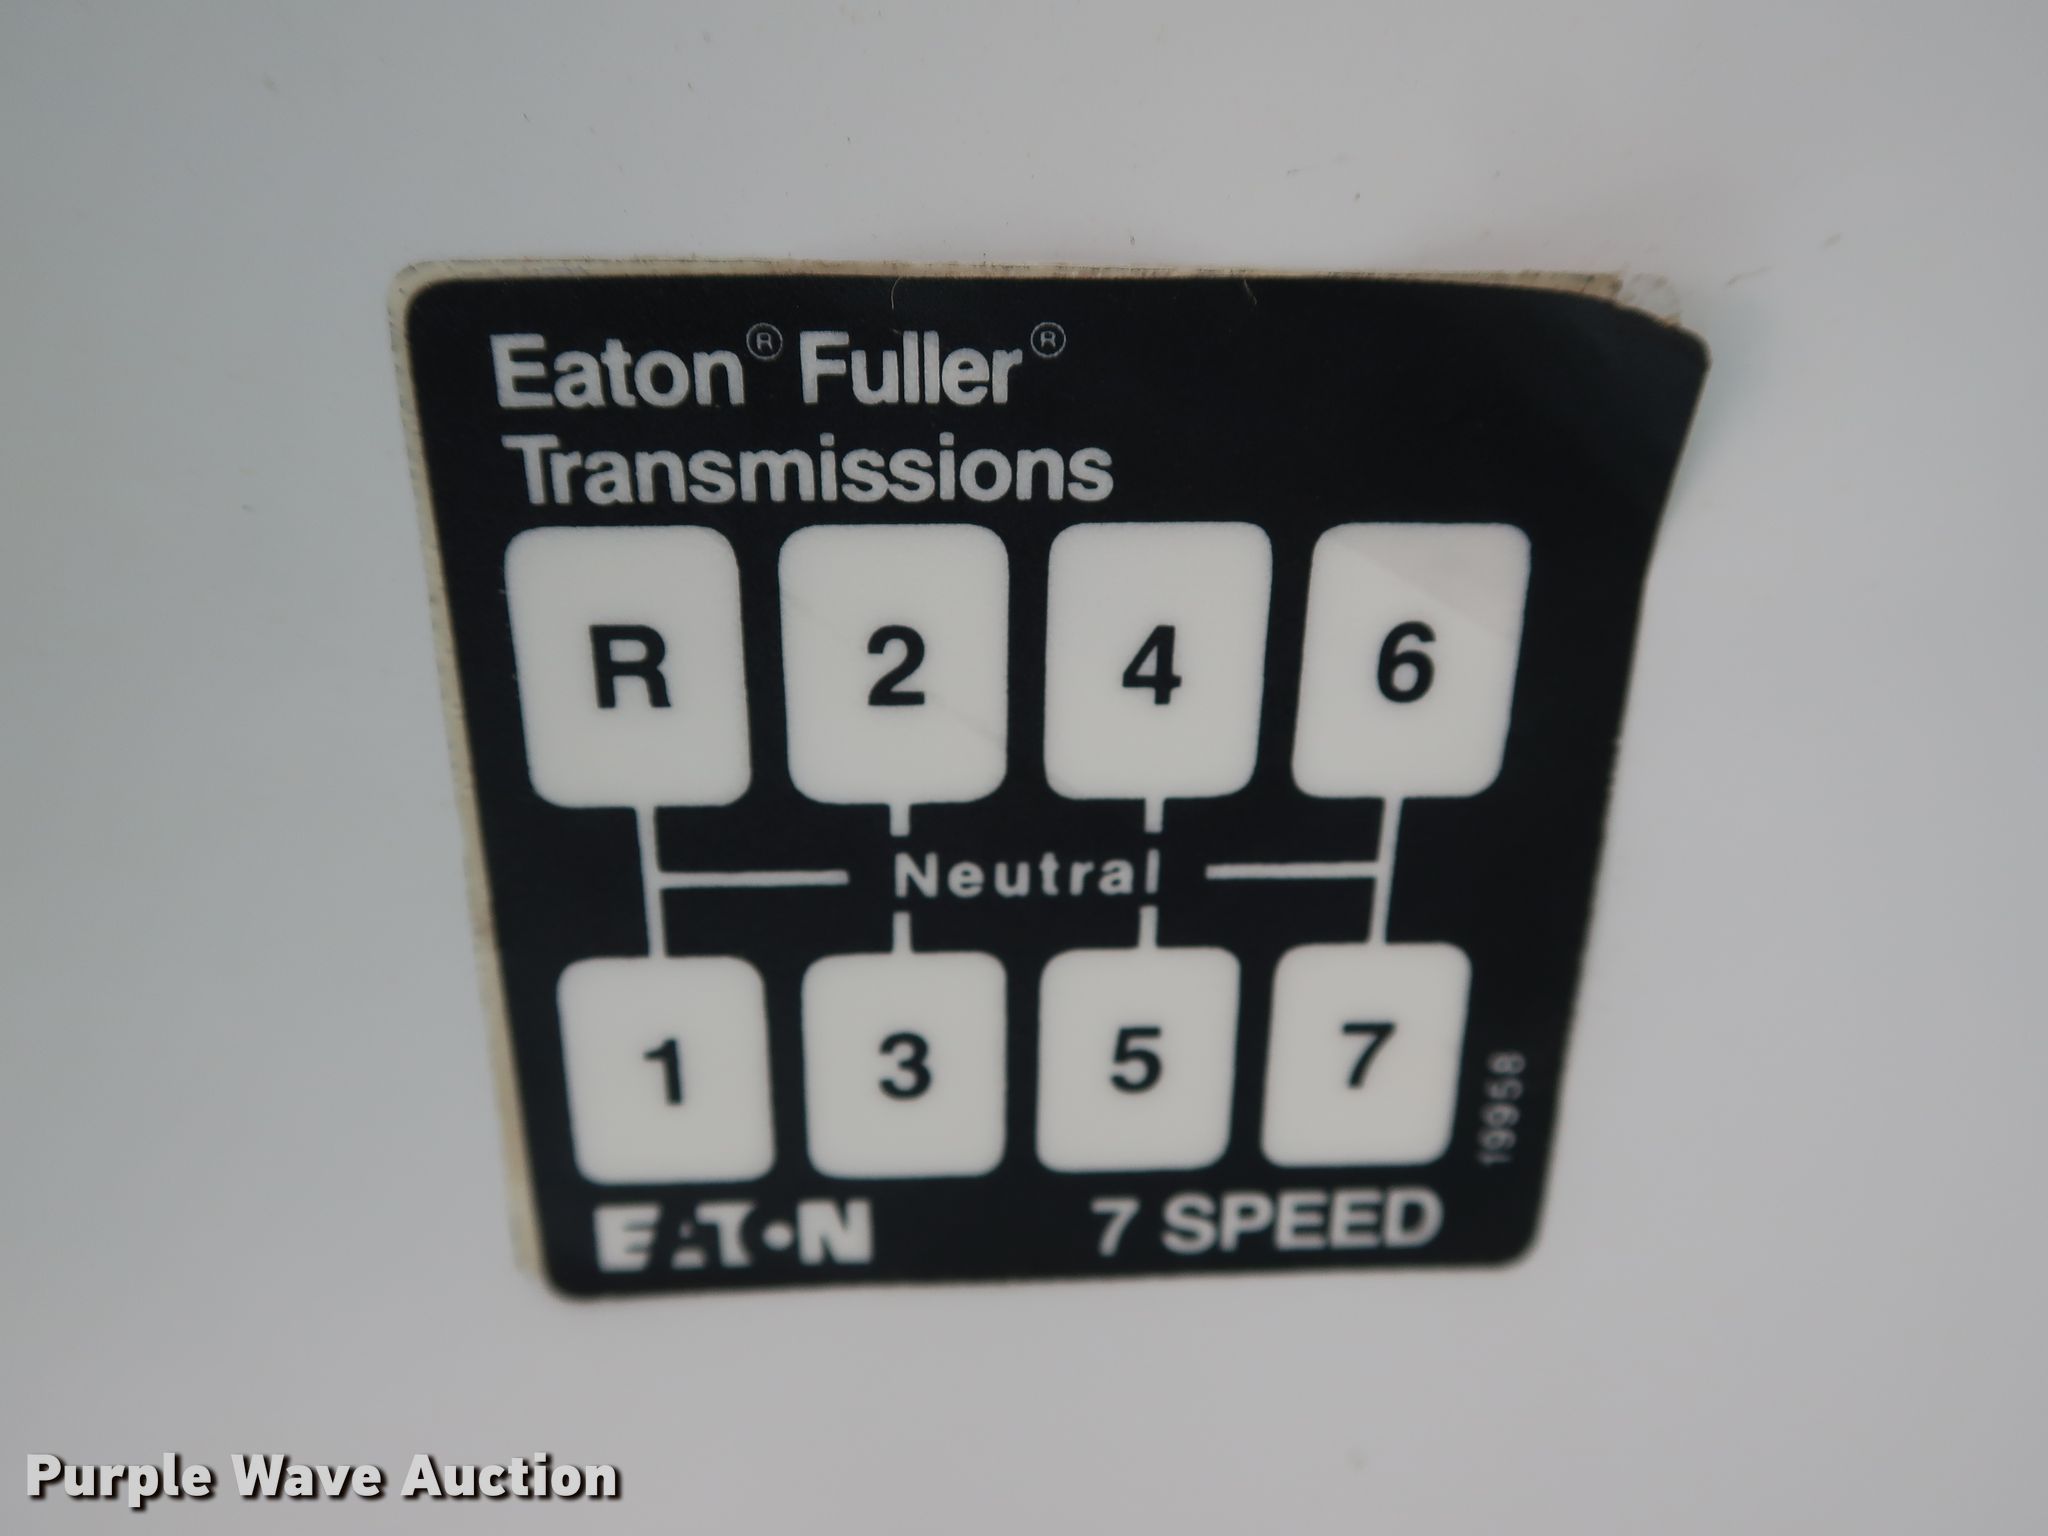 Eaton® Fuller®
Transmissions
R 2 4 6
Neutral
1 3 5 7
19958
EATON 7 SPEED
Purple Wave Auction